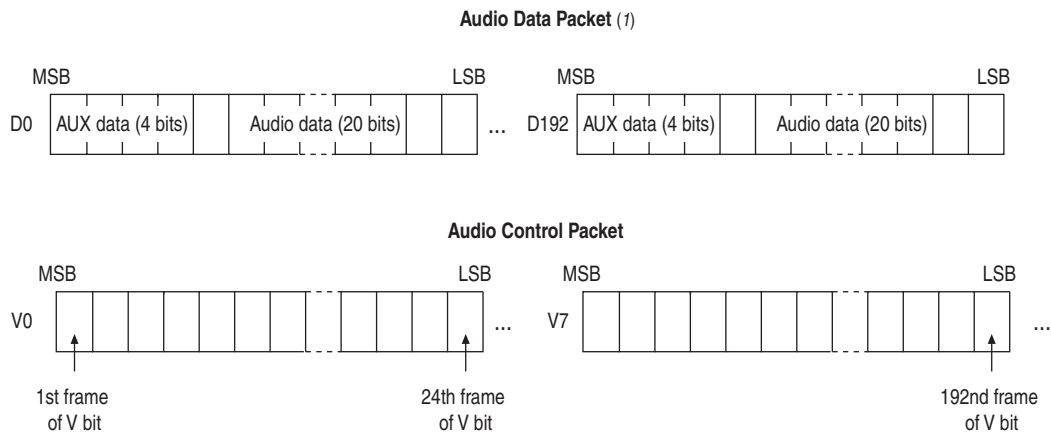 Audio Data Packet (1)
MSB LSB MSB LSB
D0 AUX data (4 bits) Audio data (20 bits) ... D192 AUX data (4 bits) Audio data (20 bits)
Audio Control Packet
MSB LSB MSB LSB
V0 ... V7 ...
1st frame 24th frame 192nd frame
of V bit of V bit of V bit